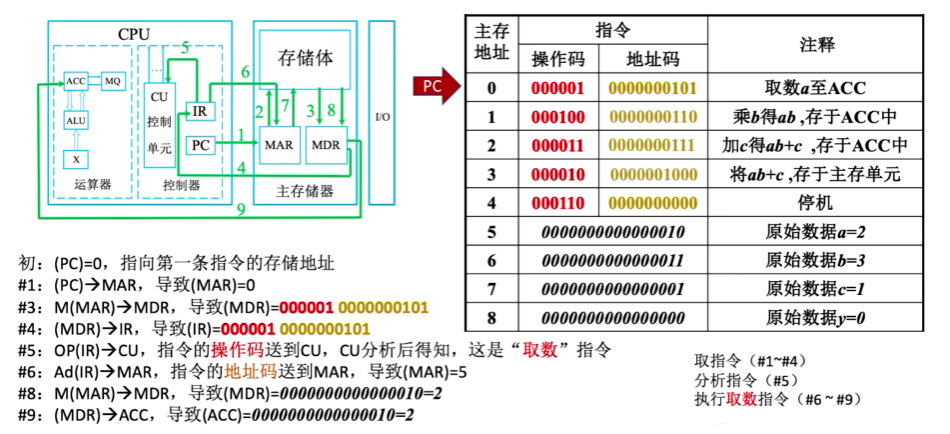 CPU
ACC
MQ
ALU
X
运算器
5
...
CU
控制
单元
IR
PC
控制器
6
1
4
9
存储体
2
7
3
8
MAR
MDR
主存储器
I/O
PC
主存地址 指令 注释
操作码 地址码
0 000001 0000000101 取数a至ACC
1 000100 0000000110 乘b得ab ,存于ACC中
2 000011 0000000111 加c得ab+c ,存于ACC中
3 000010 0000001000 将ab+c ,存于主存单元
4 000110 0000000000 停机
5 0000000000000010 原始数据a=2
6 0000000000000011 原始数据b=3
7 0000000000000001 原始数据c=1
8 0000000000000000 原始数据y=0
初：(PC)=0，指向第一条指令的存储地址
#1：(PC)→MAR，导致(MAR)=0
#3：M(MAR)→MDR，导致(MDR)=000001 0000000101
#4：(MDR)→IR，导致(IR)=000001 0000000101
#5：OP(IR)→CU，指令的操作码送到CU，CU分析后得知，这是“取数”指令
#6：Ad(IR)→MAR，指令的地址码送到MAR，导致(MAR)=5
#8：M(MAR)→MDR，导致(MDR)=0000000000000010=2
#9：(MDR)→ACC，导致(ACC)=0000000000000010=2
取指令（#1~#4）
分析指令（#5）
执行取数指令（#6 ~ #9）